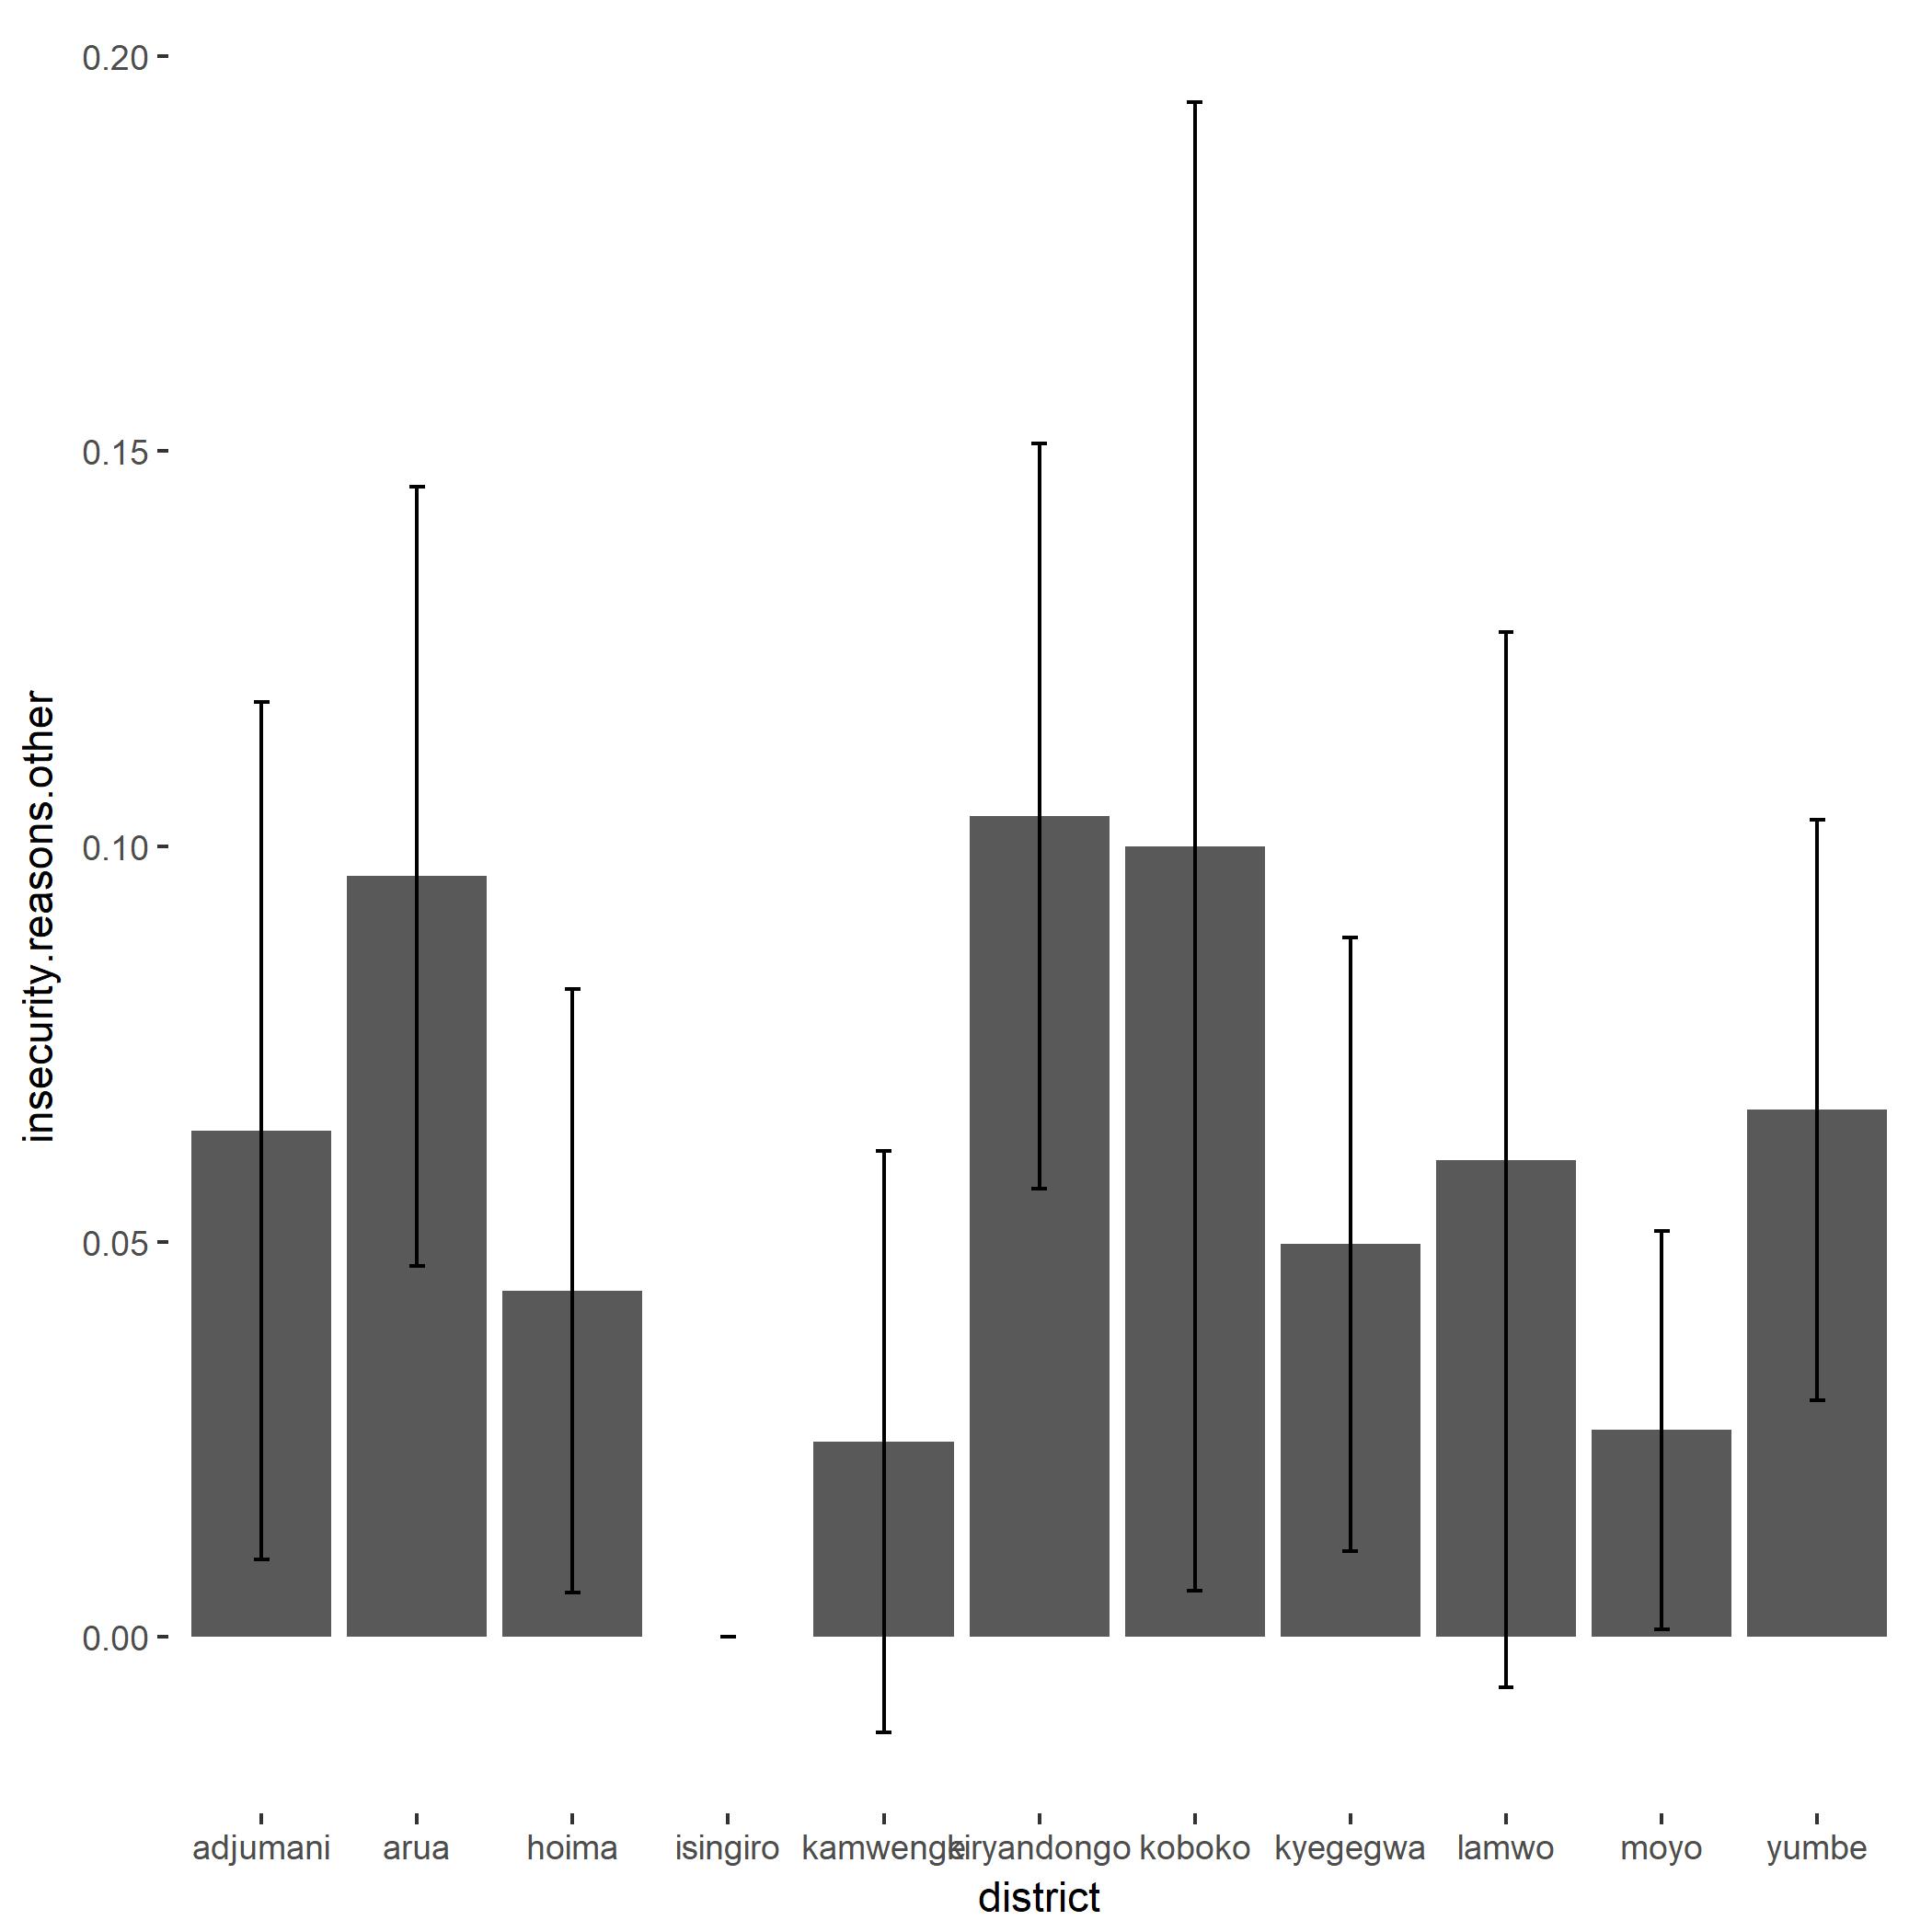 0.20
0.15
0.10
0.05
0.00
insecurity.reasons.other
adjumani arua hoima isingiro kamwenge kiryandongo koboko kyegegwa lamwo moyo yumbe
district